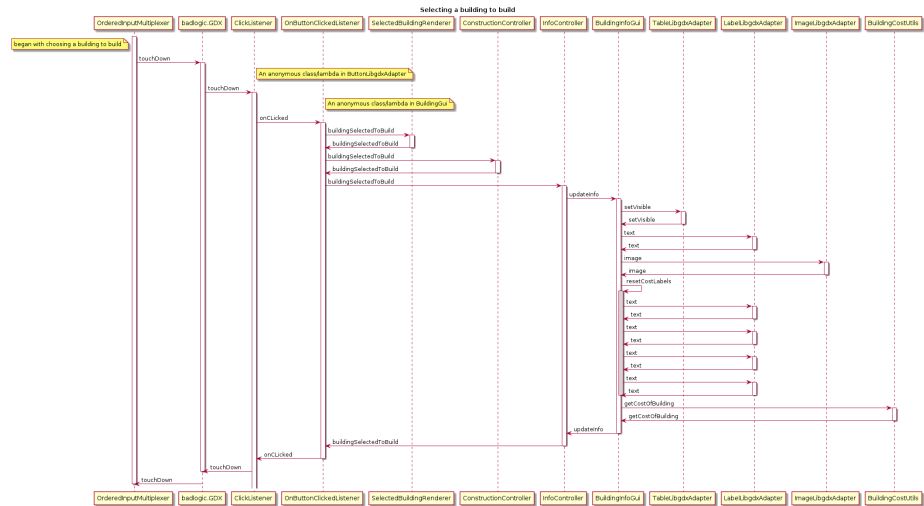 Selecting a building to build
OrderedInputMultiplexer badlogic.GDX ClickListener OnButtonClickedListener SelectedBuildingRenderer ConstructionController InfoController BuildingInfoGui TableLibgdxAdapter LabelLibgdxAdapter ImageLibgdxAdapter BuildingCostUtils
began with choosing a building to build
touchDown
An anonymous class/lambda in ButtonLibgdxAdapter
touchDown
An anonymous class/lambda in BuildingGui
onCLicked
buildingSelectedToBuild
buildingSelectedToBuild
buildingSelectedToBuild
buildingSelectedToBuild
buildingSelectedToBuild
updateInfo
setVisible
setVisible
text
text
image
image
resetCostLabels
text
text
text
text
text
text
text
text
getCostOfBuilding
getCostOfBuilding
updateInfo
buildingSelectedToBuild
onCLicked
touchDown
touchDown
OrderedInputMultiplexer badlogic.GDX ClickListener OnButtonClickedListener SelectedBuildingRenderer ConstructionController InfoController BuildingInfoGui TableLibgdxAdapter LabelLibgdxAdapter ImageLibgdxAdapter BuildingCostUtils